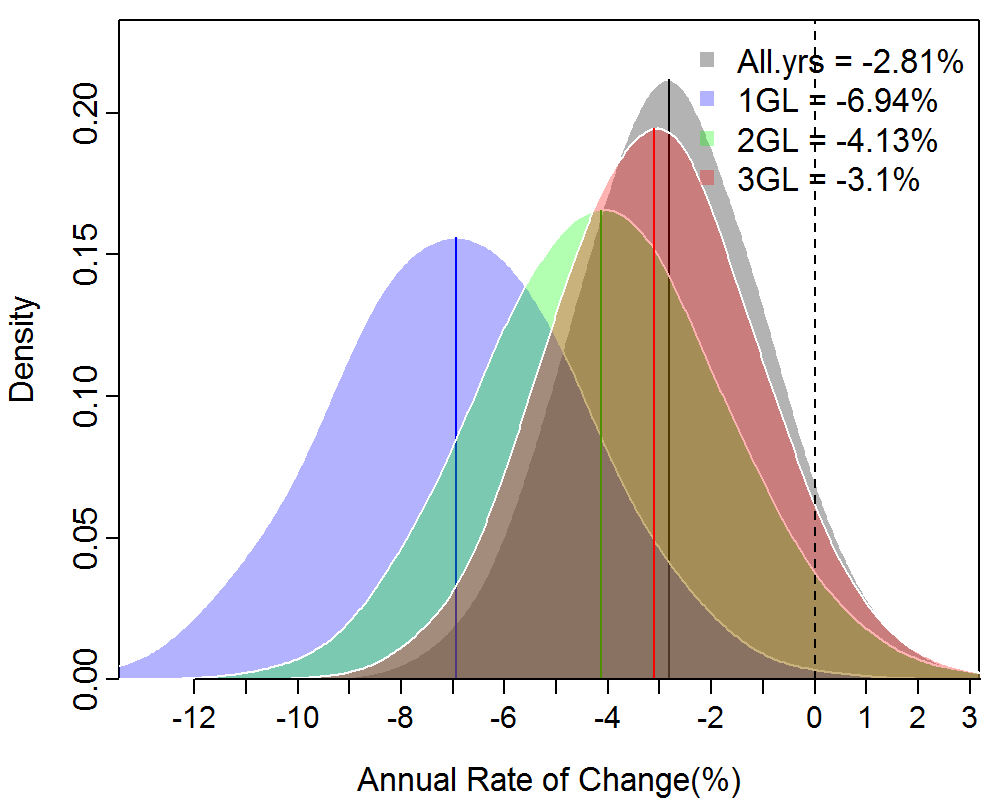 All.yrs = -2.81%
1GL = -6.94%
2GL = -4.13%
3GL = -3.1%
0.20
0.15
0.10
0.05
0.00
Density
-12 -10 -8 -6 -4 -2 0 1 2 3
Annual Rate of Change(%)